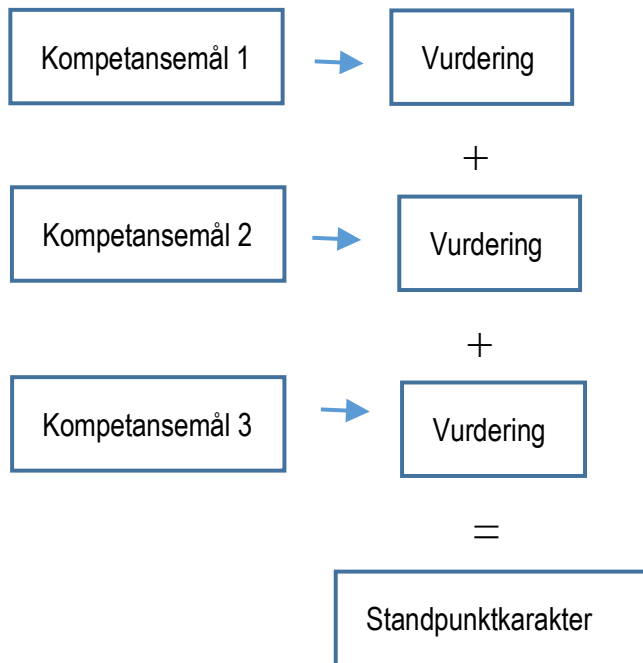 Kompetansemål 1
Vurdering
+
Kompetansemål 2
Vurdering
+
Kompetansemål 3
Vurdering
=
Standpunktkarakter